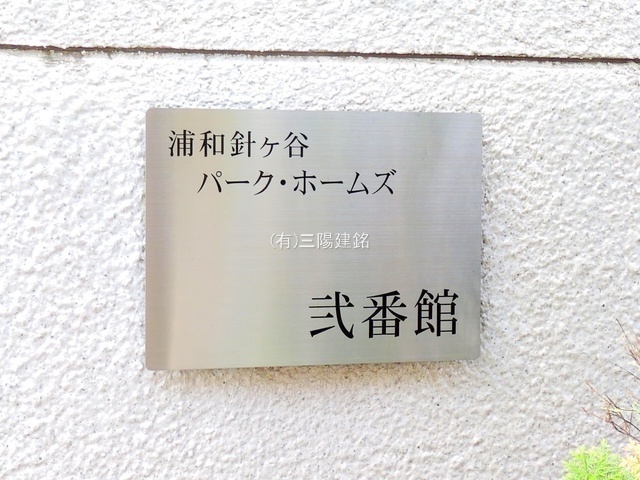 浦和針ヶ谷
パーク・ホームズ
(有)三陽建銘
弐番館